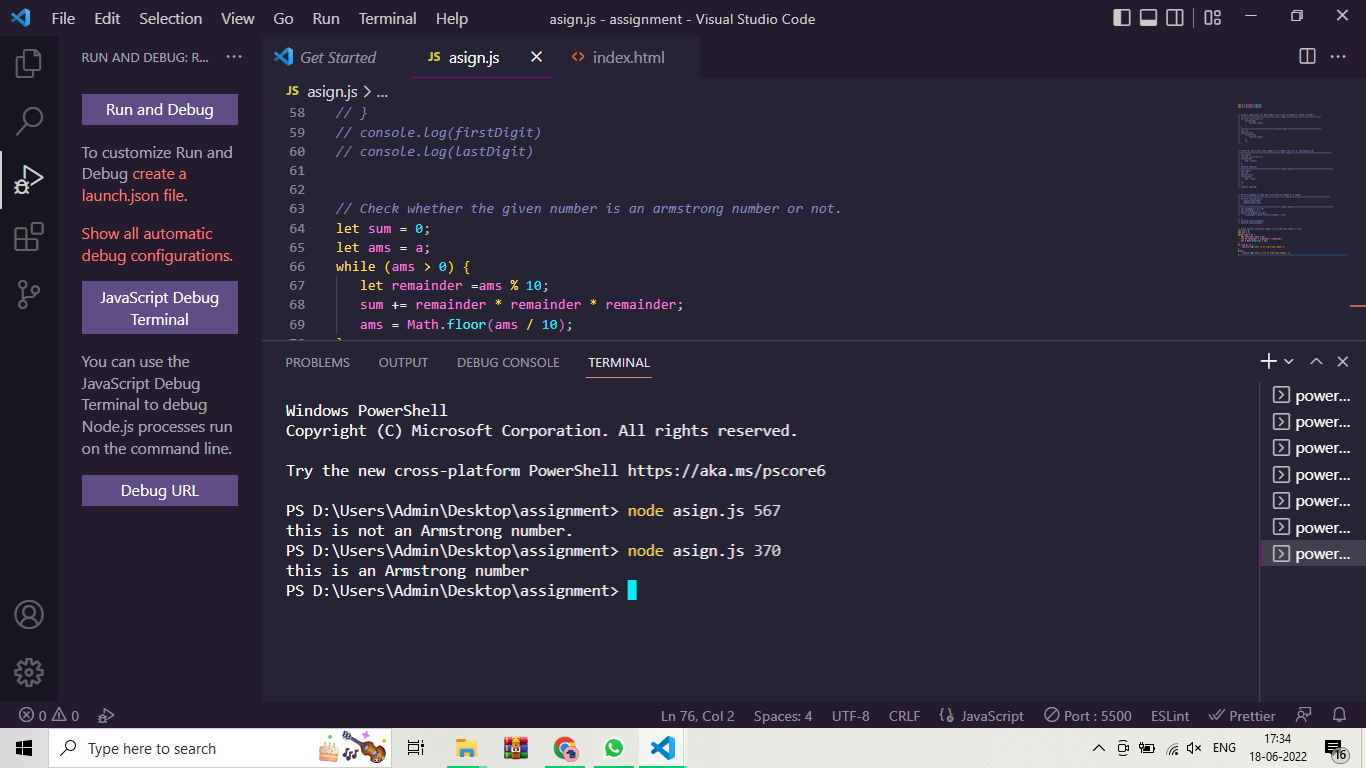 File Edit Selection View Go Run Terminal Help
asign.js - assignment - Visual Studio Code
RUN AND DEBUG: R... ...
Run and Debug
To customize Run and
Debug create a
launch.json file.
Show all automatic
debug configurations.
JavaScript Debug
Terminal
You can use the
JavaScript Debug
Terminal to debug
Node.js processes run
on the command line.
Debug URL
Get Started
JS asign.js
index.html
JS asign.js > ...
58 // }
59 // console.log(firstDigit)
60 // console.log(lastDigit)
61
62
63 // Check whether the given number is an armstrong number or not.
64 let sum = 0;
65 let ams = a;
66 while (ams > 0) {
67 let remainder =ams % 10;
68 sum += remainder * remainder * remainder;
69 ams = Math.floor(ams / 10);
PROBLEMS OUTPUT DEBUG CONSOLE TERMINAL
Windows PowerShell
Copyright (C) Microsoft Corporation. All rights reserved.
Try the new cross-platform PowerShell https://aka.ms/pscore6
PS D:\Users\Admin\Desktop\assignment> node asign.js 567
this is not an Armstrong number.
PS D:\Users\Admin\Desktop\assignment> node asign.js 370
this is an Armstrong number
PS D:\Users\Admin\Desktop\assignment>
power...
power...
power...
power...
power...
power...
power...
0 0
Ln 76, Col 2 Spaces: 4 UTF-8 CRLF {} JavaScript Port : 5500 ESLint Prettier
Type here to search
ENG
17:34
18-06-2022
16